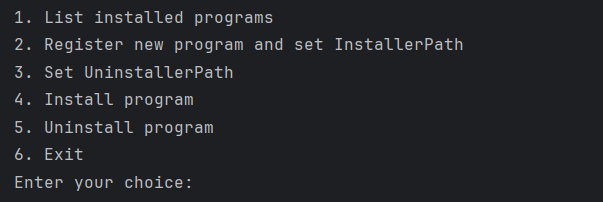 1. List installed programs
2. Register new program and set InstallerPath
3. Set UninstallerPath
4. Install program
5. Uninstall program
6. Exit
Enter your choice: